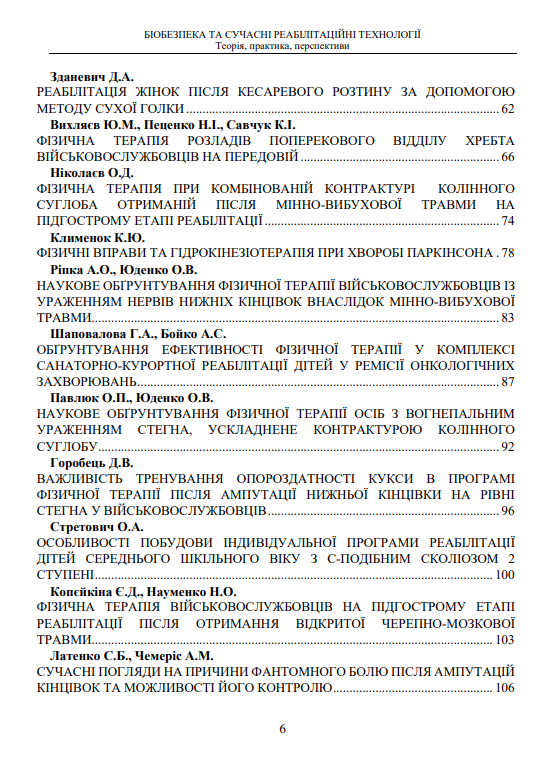 БІОБЕЗПЕКА ТА СУЧАСНІ РЕАБІЛІТАЦІЙНІ ТЕХНОЛОГІЇ
Теорія, практика, перспективи
Зданевич Д.А.
РЕАБІЛІТАЦІЯ ЖІНОК ПІСЛЯ КЕСАРЕВОГО РОЗТИНУ ЗА ДОПОМОГОЮ
МЕТОДУ СУХОЇ ГОЛКИ ... 62
Вихляєв Ю.М., Пеценко Н.І., Савчук К.І.
ФІЗИЧНА ТЕРАПІЯ РОЗЛАДІВ ПОПЕРЕКОВОГО ВІДДІЛУ ХРЕБТА
ВІЙСЬКОВОСЛУЖБОВЦІВ НА ПЕРЕДОВІЙ ... 66
Ніколаєв О.Д.
ФІЗИЧНА ТЕРАПІЯ ПРИ КОМБІНОВАНІЙ КОНТРАКТУРІ КОЛІННОГО
СУГЛОБА ОТРИМАНІЙ ПІСЛЯ МІННО-ВИБУХОВОЇ ТРАВМИ НА
ПІДГОСТРОМУ ЕТАПІ РЕАБІЛІТАЦІЇ ... 74
Клименок К.Ю.
ФІЗИЧНІ ВПРАВИ ТА ГІДРОКІНЕЗІОТЕРАПІЯ ПРИ ХВОРОБІ ПАРКІНСОНА . 78
Ріпка А.О., Юденко О.В.
НАУКОВЕ ОБҐРУНТУВАННЯ ФІЗИЧНОЇ ТЕРАПІЇ ВІЙСЬКОВОСЛУЖБОВЦІВ ІЗ
УРАЖЕННЯМ НЕРВІВ НИЖНІХ КІНЦІВОК ВНАСЛІДОК МІННО-ВИБУХОВОЇ
ТРАВМИ... 83
Шаповалова Г.А., Бойко А.С.
ОБҐРУНТУВАННЯ ЕФЕКТИВНОСТІ ФІЗИЧНОЇ ТЕРАПІЇ У КОМПЛЕКСІ
САНАТОРНО-КУРОРТНОЇ РЕАБІЛІТАЦІЇ ДІТЕЙ У РЕМІСІЇ ОНКОЛОГІЧНИХ
ЗАХВОРЮВАНЬ... 87
Павлюк О.П., Юденко О.В.
НАУКОВЕ ОБҐРУНТУВАННЯ ФІЗИЧНОЇ ТЕРАПІЇ ОСІБ З ВОГНЕПАЛЬНИМ
УРАЖЕННЯМ СТЕГНА, УСКЛАДНЕНЕ КОНТРАКТУРОЮ КОЛІННОГО
СУГЛОБУ... 92
Горобець Д.В.
ВАЖЛИВІСТЬ ТРЕНУВАННЯ ОПОРОЗДАТНОСТІ КУКСИ В ПРОГРАМІ
ФІЗИЧНОЇ ТЕРАПІЇ ПІСЛЯ АМПУТАЦІЇ НИЖНЬОЇ КІНЦІВКИ НА РІВНІ
СТЕГНА У ВІЙСЬКОВОСЛУЖБОВЦІВ ... 96
Стретович О.А.
ОСОБЛИВОСТІ ПОБУДОВИ ІНДИВІДУАЛЬНОЇ ПРОГРАМИ РЕАБІЛІТАЦІЇ
ДІТЕЙ СЕРЕДНЬОГО ШКІЛЬНОГО ВІКУ З С-ПОДІБНИМ СКОЛІОЗОМ 2
СТУПЕНІ ... 100
Копєйкіна Є.Д., Науменко Н.О.
ФІЗИЧНА ТЕРАПІЯ ВІЙСЬКОВОСЛУЖБОВЦІВ НА ПІДГОСТРОМУ ЕТАПІ
РЕАБІЛІТАЦІЇ ПІСЛЯ ОТРИМАННЯ ВІДКРИТОЇ ЧЕРЕПНО-МОЗКОВОЇ
ТРАВМИ... 103
Латенко С.Б., Чемеріс А.М.
СУЧАСНІ ПОГЛЯДИ НА ПРИЧИНИ ФАНТОМНОГО БОЛЮ ПІСЛЯ АМПУТАЦІЙ
КІНЦІВОК ТА МОЖЛИВОСТІ ЙОГО КОНТРОЛЮ ... 106
6